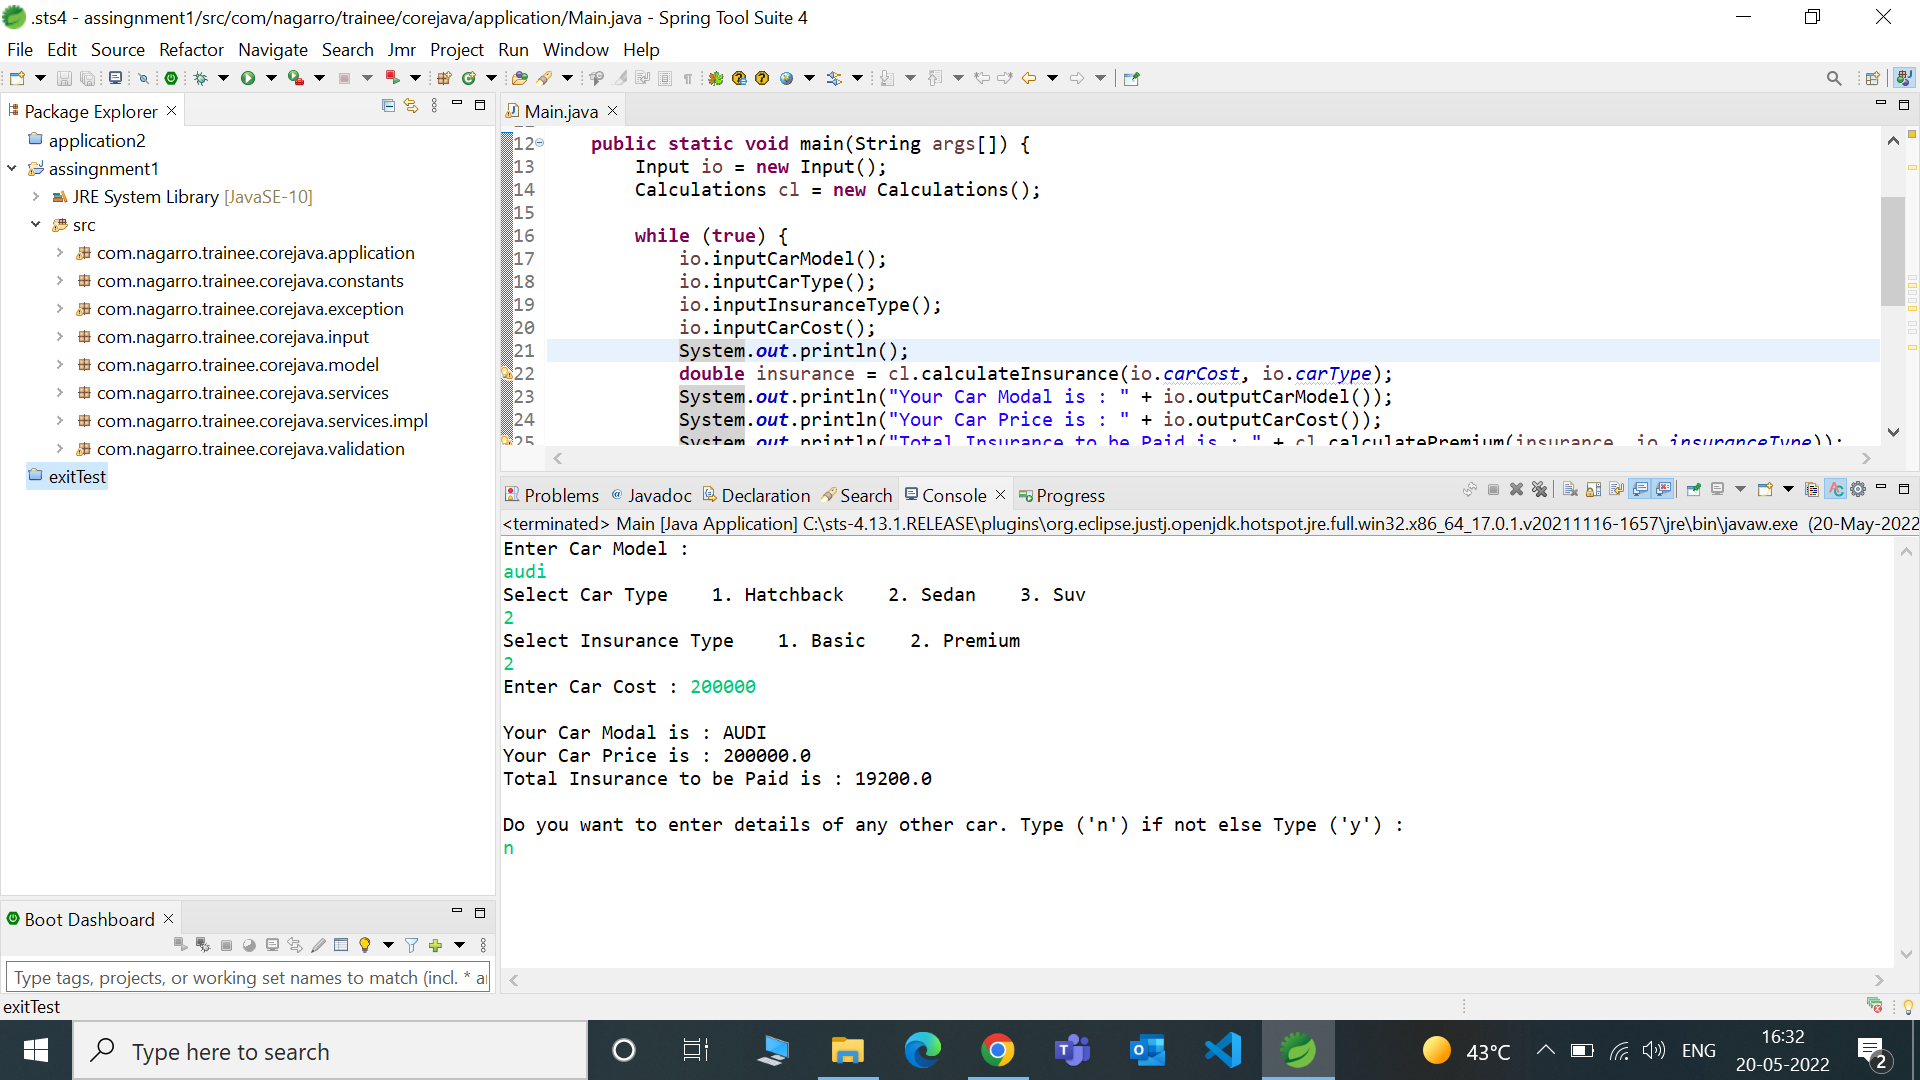 .sts4 - assingnment1/src/com/nagarro/trainee/corejava/application/Main.java - Spring Tool Suite 4
File Edit Source Refactor Navigate Search Jmr Project Run Window Help
Package Explorer
application2
assingnment1
JRE System Library [JavaSE-10]
src
com.nagarro.trainee.corejava.application
com.nagarro.trainee.corejava.constants
com.nagarro.trainee.corejava.exception
com.nagarro.trainee.corejava.input
com.nagarro.trainee.corejava.model
com.nagarro.trainee.corejava.services
com.nagarro.trainee.corejava.services.impl
com.nagarro.trainee.corejava.validation
exitTest
Main.java
12 public static void main(String args[]) {
13 Input io = new Input();
14 Calculations cl = new Calculations();
15
16 while (true) {
17 io.inputCarModel();
18 io.inputCarType();
19 io.inputInsuranceType();
20 io.inputCarCost();
21 System.out.println();
22 double insurance = cl.calculateInsurance(io.carCost, io.carType);
23 System.out.println("Your Car Modal is : " + io.outputCarModel());
24 System.out.println("Your Car Price is : " + io.outputCarCost());
25 System.out.println("Total Insurance to be Paid is : " + cl.calculatePremium(insurance, io.insuranceType));
Problems Javadoc Declaration Search Console Progress
<terminated> Main [Java Application] C:\sts-4.13.1.RELEASE\plugins\org.eclipse.justj.openjdk.hotspot.jre.full.win32.x86_64_17.0.1.v20211116-1657\jre\bin\javaw.exe (20-May-2022
Enter Car Model :
audi
Select Car Type 1. Hatchback 2. Sedan 3. Suv
2
Select Insurance Type 1. Basic 2. Premium
2
Enter Car Cost : 200000
Your Car Modal is : AUDI
Your Car Price is : 200000.0
Total Insurance to be Paid is : 19200.0
Do you want to enter details of any other car. Type ('n') if not else Type ('y') :
n
Boot Dashboard
Type tags, projects, or working set names to match (incl. * a
exitTest
Type here to search
43°C
ENG
16:32
20-05-2022
2